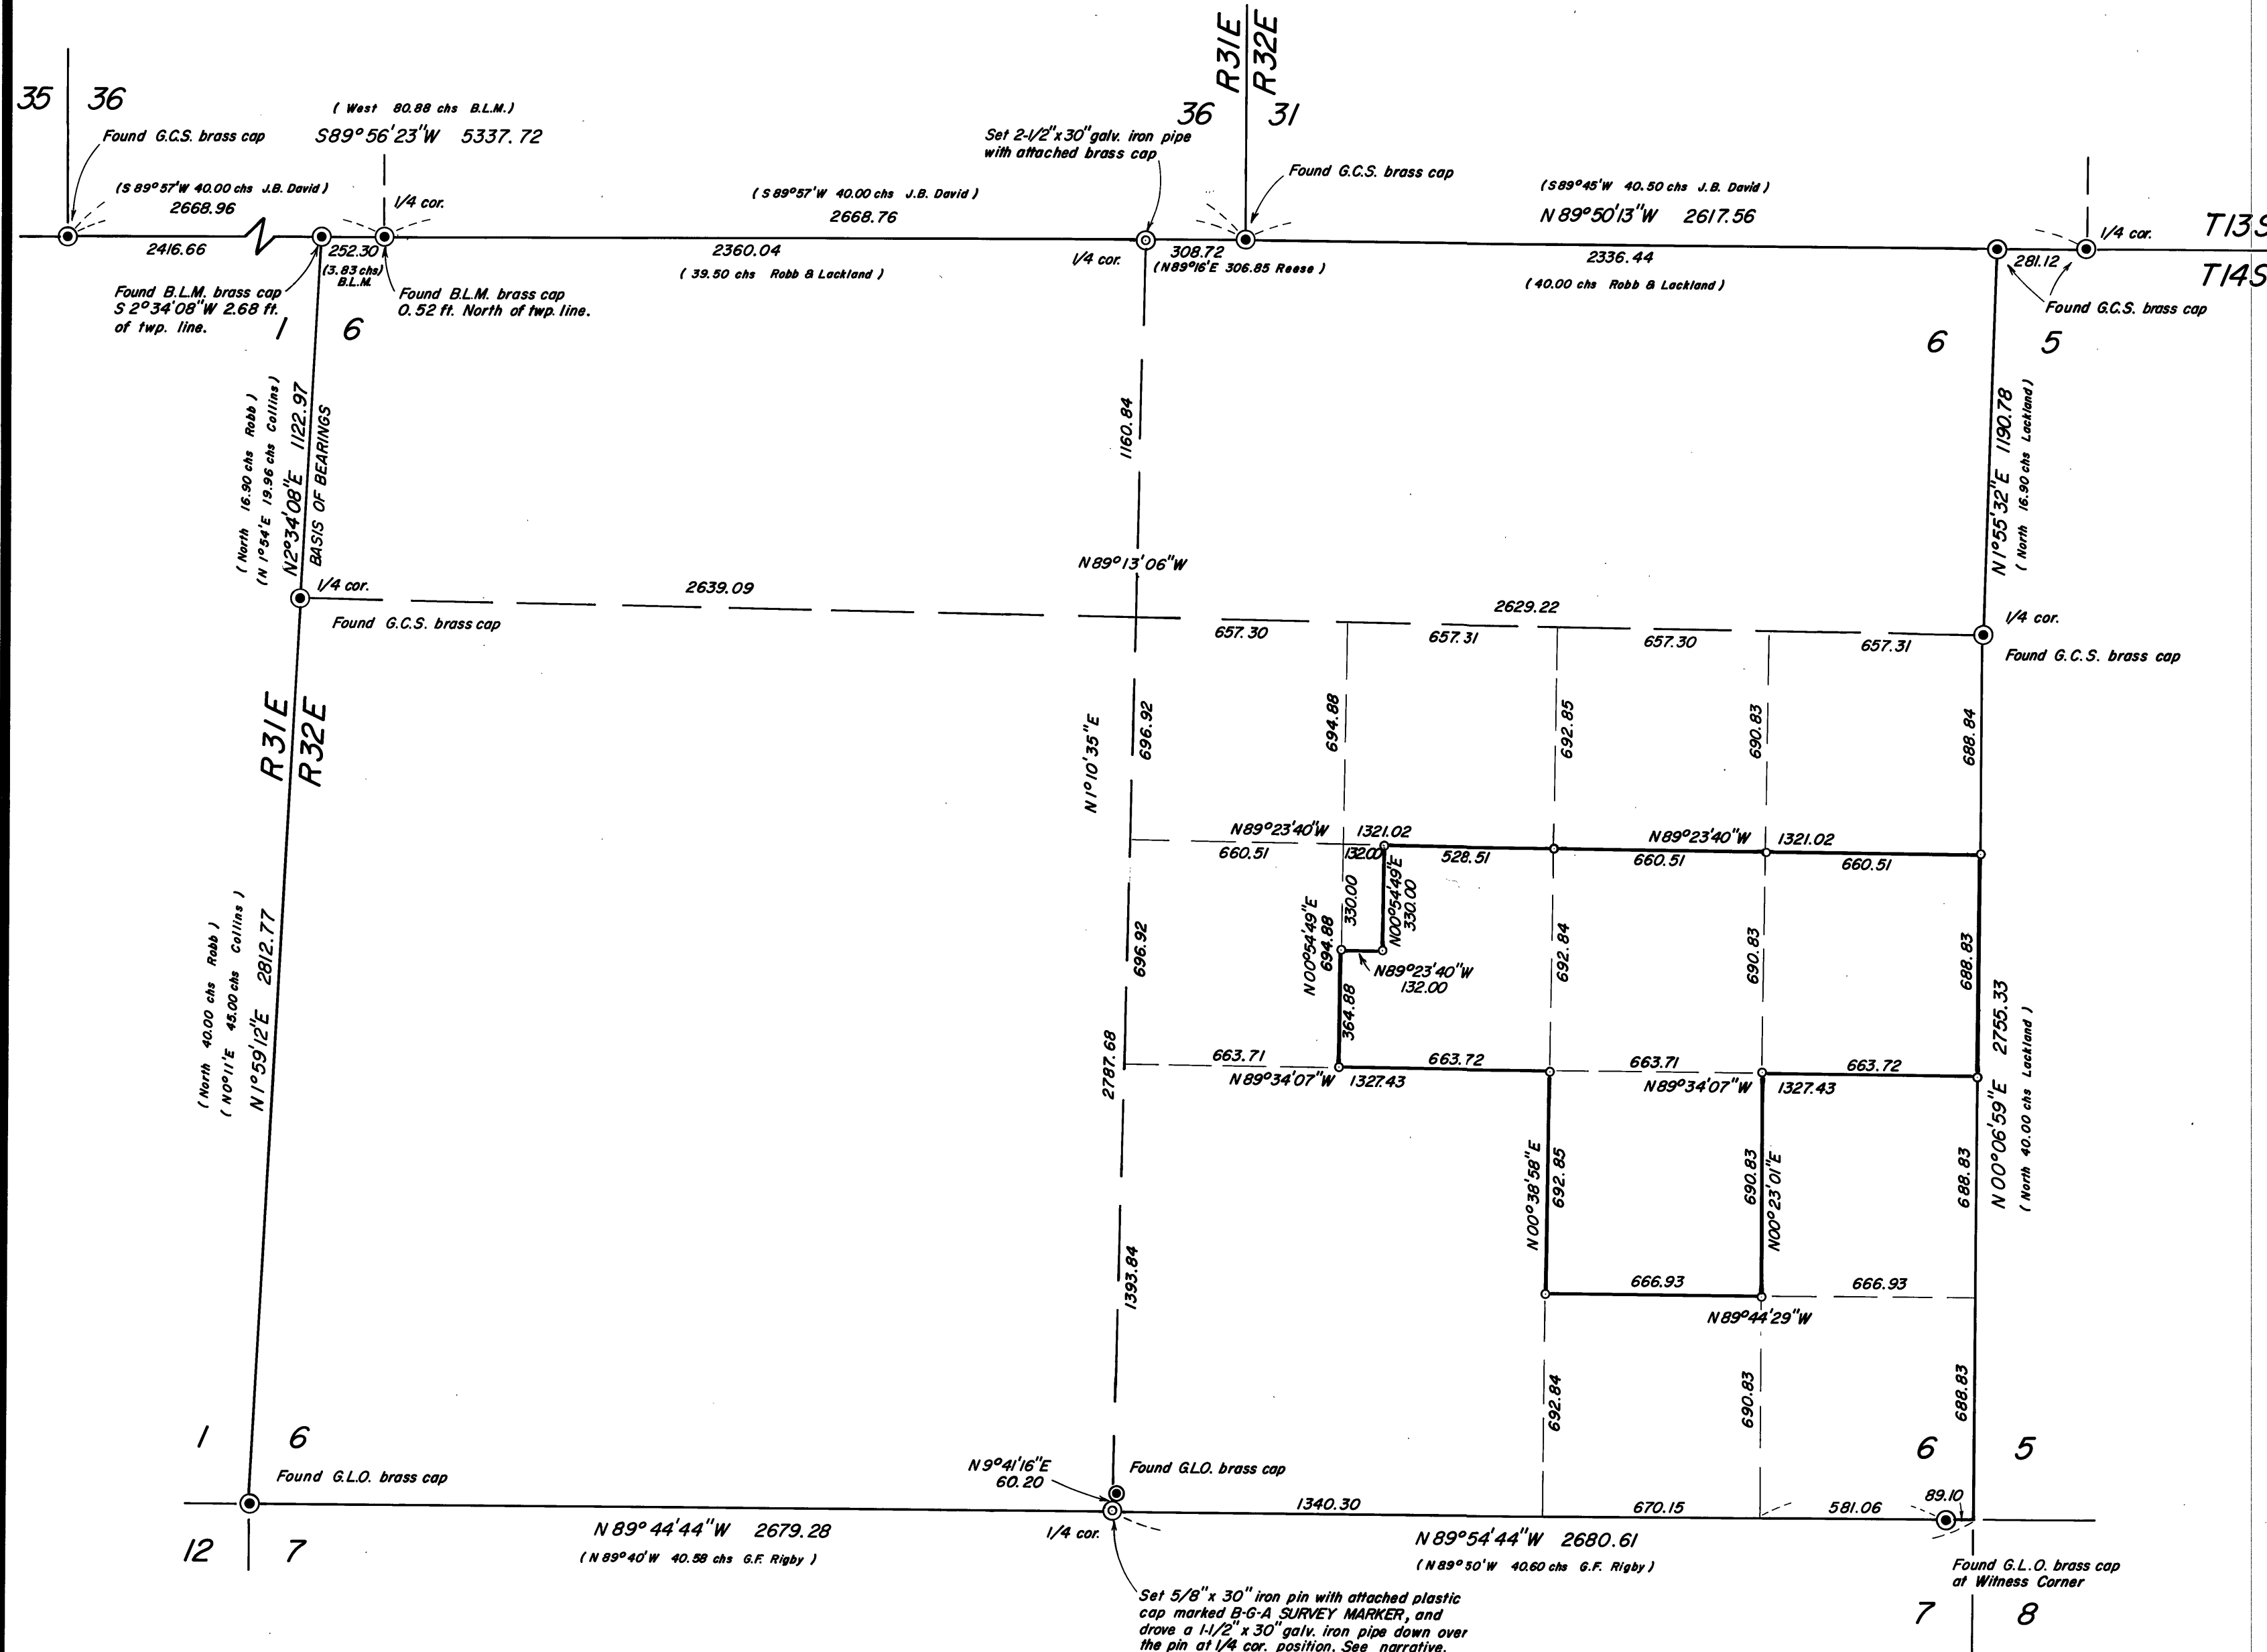 R31E
R32E
35
36
( West 80.88 chs B.L.M.)
S89°56'23"W 5337.72
Found G.C.S. brass cap
36
31
Set 2-1/2"x30"galv. iron pipe
with attached brass cap
Found G.C.S. brass cap
(S 89°57'W 40.00 chs J.B. David)
2668.96
1/4 cor.
(S 89°57'W 40.00 chs J.B. David)
2668.76
(S89°45'W 40.50 chs J.B. David)
N 89°50'13"W 2617.56
1/4 cor.
T13S
T14S
2416.66
252.30
(3.83 chs)
B.L.M.
2360.04
( 39.50 chs Robb & Lackland )
1/4 cor.
308.72
(N89°16'E 306.85 Reese )
2336.44
(40.00 chs Robb & Lackland )
281.12
Found G.C.S. brass cap
Found B.L.M. brass cap
S 2°34'08"W 2.68 ft.
of twp. line.
Found B.L.M. brass cap
0.52 ft. North of twp. line.
1
6
6
5
( North 16.90 chs Robb )
(N 1°54'E 19.96 chs Collins)
N2°34'08"E 1122.97
BASIS OF BEARINGS
1160.84
N1°55'32"E 1190.78
( North 16.90 chs Lackland)
N89°13'06"W
1/4 cor.
2639.09
Found G.C.S. brass cap
2629.22
657.30
657.31
657.30
657.31
1/4 cor.
Found G.C.S. brass cap
R31E
R32E
N1°10'35"E
696.92
694.88
692.85
690.83
688.84
N89°23'40"W 1321.02
660.51
132.00
528.51
N89°23'40"W 1321.02
660.51
660.51
330.00
N00°54'49"E
330.00
N00°54'49"E
694.88
N89°23'40"W
132.00
364.88
696.92
692.84
690.83
688.83
(North 40.00 chs Robb)
( N0°11'E 45.00 chs Collins )
N1°59'12"E 2812.77
2787.68
663.71
663.72
663.71
663.72
N89°34'07"W 1327.43
N89°34'07"W 1327.43
N00°06'59"E 2755.33
(North 40.00 chs Lackland )
1393.84
N00°38'58"E
692.85
690.83
N00°23'01"E
688.83
666.93
666.93
N89°44'29"W
692.84
690.83
688.83
1
6
6
5
Found G.L.O. brass cap
N9°41'16"E
60.20
Found G.L.O. brass cap
1340.30
670.15
581.06
89.10
12
7
N 89°44'44"W 2679.28
(N 89°40'W 40.58 chs G.F. Rigby )
1/4 cor.
N 89°54'44"W 2680.61
(N89°50'W 40.60 chs G.F. Rigby)
Found G.L.O. brass cap
at Witness Corner
7
8
Set 5/8"x 30" iron pin with attached plastic
cap marked B-G-A SURVEY MARKER, and
drove a 1-1/2"x 30"galv. iron pipe down over
the pin at 1/4 cor. position. See narrative.